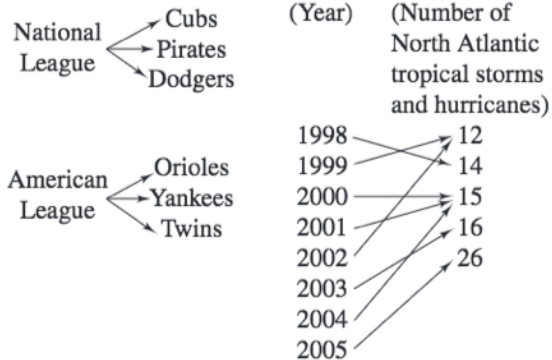 National
League
Cubs
Pirates
Dodgers
American
League
Orioles
Yankees
Twins
(Year)
(Number of
North Atlantic
tropical storms
and hurricanes)
1998
1999
2000
2001
2002
2003
2004
2005
12
14
15
16
26